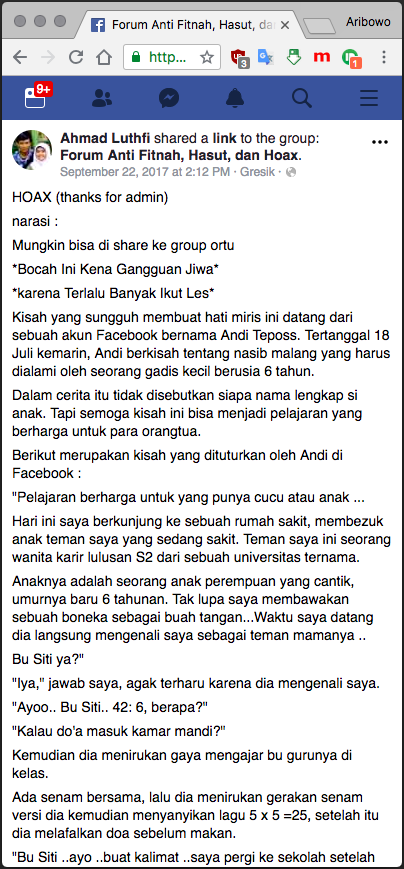 Forum Anti Fitnah, Hasut, da
Aribowo
http...
3
1
9+
Ahmad Luthfi shared a link to the group:
Forum Anti Fitnah, Hasut, dan Hoax.
September 22, 2017 at 2:12 PM · Gresik ·
HOAX (thanks for admin)
narasi :
Mungkin bisa di share ke group ortu
*Bocah Ini Kena Gangguan Jiwa*
*karena Terlalu Banyak Ikut Les*
Kisah yang sungguh membuat hati miris ini datang dari
sebuah akun Facebook bernama Andi Teposs. Tertanggal 18
Juli kemarin, Andi berkisah tentang nasib malang yang harus
dialami oleh seorang gadis kecil berusia 6 tahun.
Dalam cerita itu tidak disebutkan siapa nama lengkap si
anak. Tapi semoga kisah ini bisa menjadi pelajaran yang
berharga untuk para orangtua.
Berikut merupakan kisah yang dituturkan oleh Andi di
Facebook :
"Pelajaran berharga untuk yang punya cucu atau anak ...
Hari ini saya berkunjung ke sebuah rumah sakit, membezuk
anak teman saya yang sedang sakit. Teman saya ini seorang
wanita karir lulusan S2 dari sebuah universitas ternama.
Anaknya adalah seorang anak perempuan yang cantik,
umurnya baru 6 tahunan. Tak lupa saya membawakan
sebuah boneka sebagai buah tangan...Waktu saya datang
dia langsung mengenali saya sebagai teman mamanya ..
Bu Siti ya?"
"Iya," jawab saya, agak terharu karena dia mengenali saya.
"Ayoo.. Bu Siti.. 42: 6, berapa?"
"Kalau do'a masuk kamar mandi?"
Kemudian dia menirukan gaya mengajar bu gurunya di
kelas.
Ada senam bersama, lalu dia menirukan gerakan senam
versi dia kemudian menyanyikan lagu 5 x 5 =25, setelah itu
dia melafalkan doa sebelum makan.
"Bu Siti ..ayo ..buat kalimat ..saya pergi ke sekolah setelah